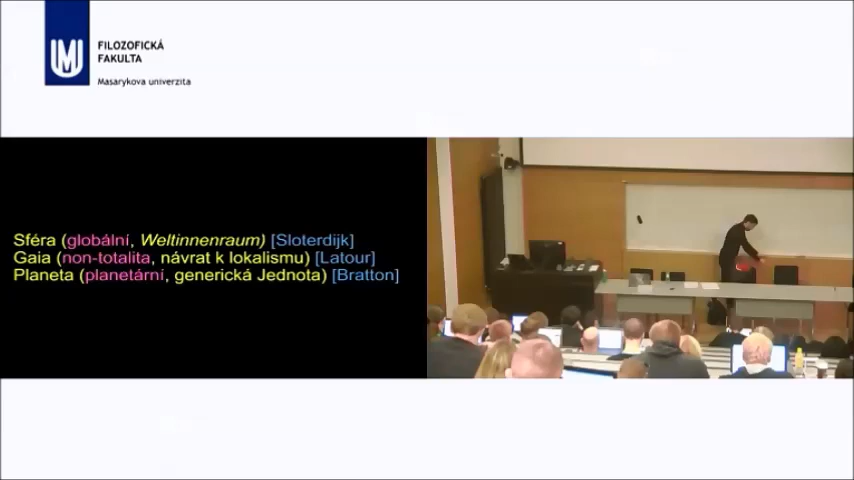 FILOZOFICKÁ
FAKULTA
Masarykova univerzita
Sféra (globální, Weltinnenraum) [Sloterdijk]
Gaia (non-totalita, návrat k lokalismu) [Latour]
Planeta (planetární, generická Jednota) [Bratton]